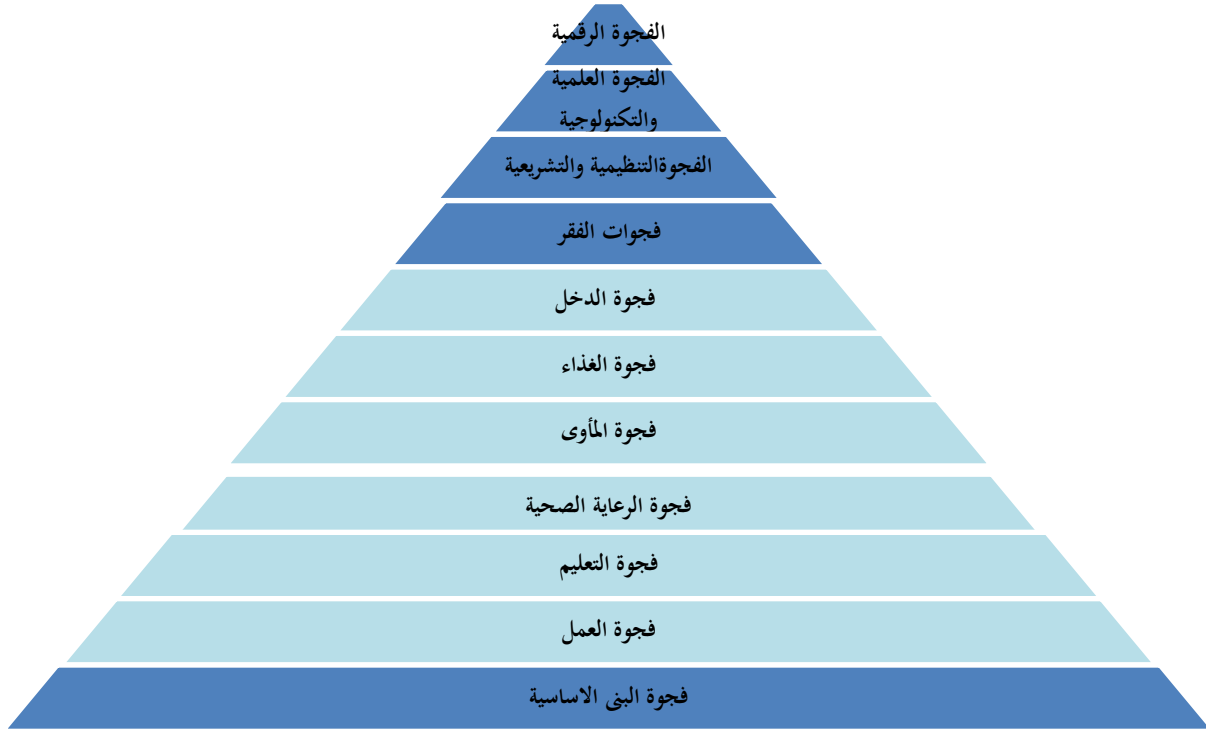 الفجوة الرقمية
الفجوة العلمية
والتكنولوجية
الفجوةالتنظيمية والتشريعية
فجوات الفقر
فجوة الدخل
فجوة الغذاء
فجوة المأوى
فجوة الرعاية الصحية
فجوة التعليم
فجوة العمل
فجوة البنى الاساسية